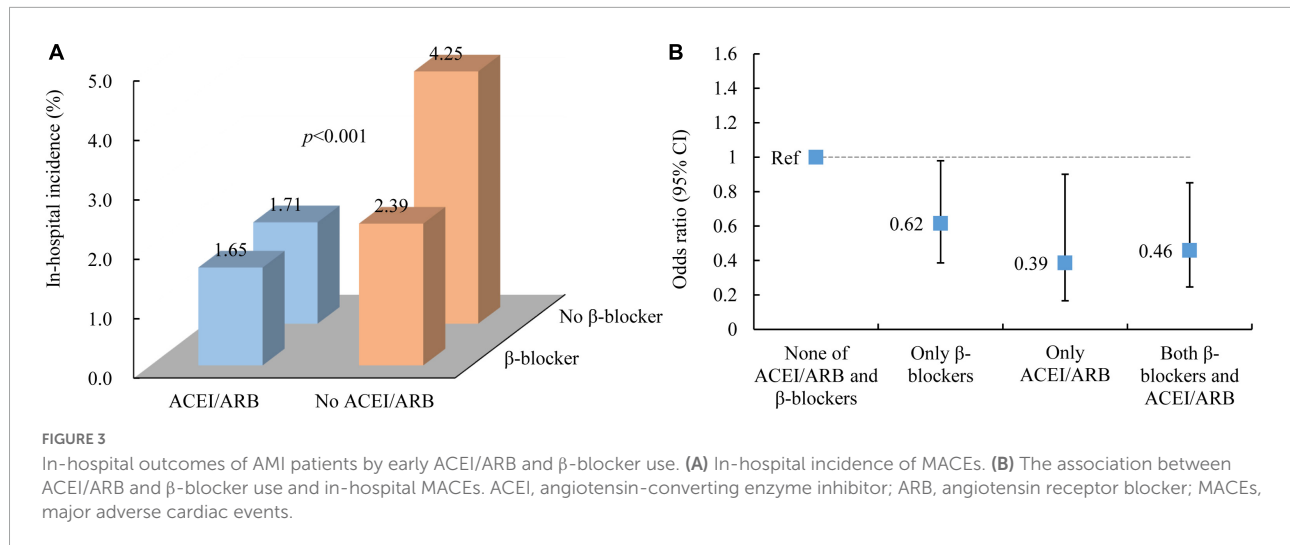 A
In-hospital incidence (%)
5.0
4.0
3.0
2.0
1.0
0.0
p<0.001
4.25
1.71
2.39
1.65
No β-blocker
β-blocker
ACEI/ARB
No ACEI/ARB
B
Odds ratio (95% CI)
1.6
1.4
1.2
1
0.8
0.6
0.4
0.2
0
Ref
0.62
0.39
0.46
None of
ACEI/ARB and
β-blockers
Only β-
blockers
Only
ACEI/ARB
Both β-
blockers and
ACEI/ARB
FIGURE 3
In-hospital outcomes of AMI patients by early ACEI/ARB and β-blocker use. (A) In-hospital incidence of MACEs. (B) The association between
ACEI/ARB and β-blocker use and in-hospital MACEs. ACEI, angiotensin-converting enzyme inhibitor; ARB, angiotensin receptor blocker; MACEs,
major adverse cardiac events.